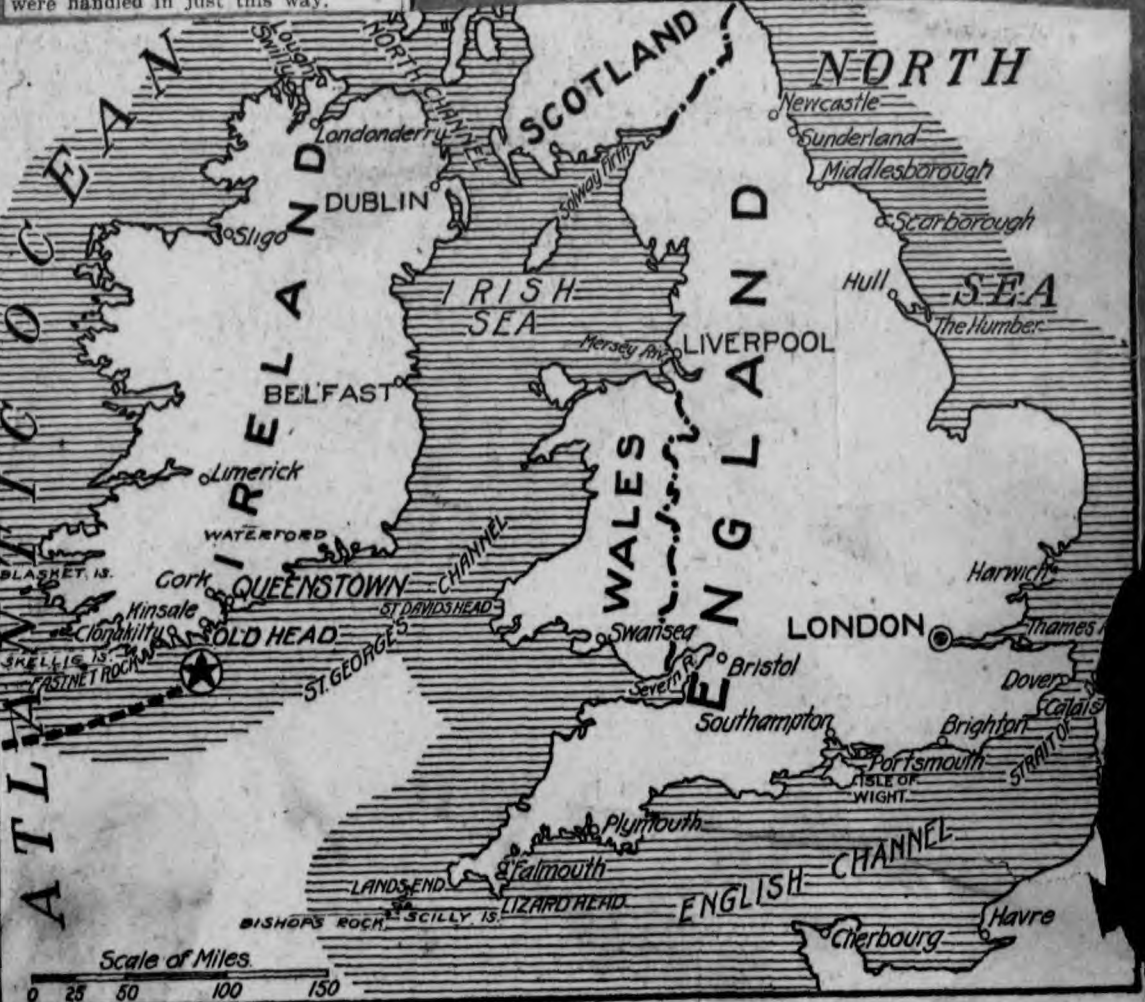 were handled in just this way.
ATLANTIC OCEAN
Lough Swilly
NORTH CHANNEL
SCOTLAND
NORTH SEA
Newcastle
Sunderland
Londonderry
Middlesborough
Solway Firth
DUBLIN
Scarborough
Sligo
IRELAND
IRISH SEA
Hull
The Humber
Mersey Riv.
LIVERPOOL
ENGLAND
BELFAST
WALES
Limerick
WATERFORD
BLASKET. IS.
Cork
QUEENSTOWN
ST. GEORGES CHANNEL
Harwich
Kinsale
ST. DAVIDS HEAD
Clonakilty
OLD HEAD
Swansea
LONDON
Thames
SKELLIG IS.
FASTNET ROCK
Severn R.
Bristol
Dover
Calais
STRAIT OF
Southampton
Brighton
Portsmouth
ISLE OF
WIGHT
Plymouth
Falmouth
LANDS END
ENGLISH CHANNEL
BISHOP'S ROCK
SCILLY. IS.
LIZARD HEAD
Havre
Cherbourg
Scale of Miles.
0 25 50 100 150